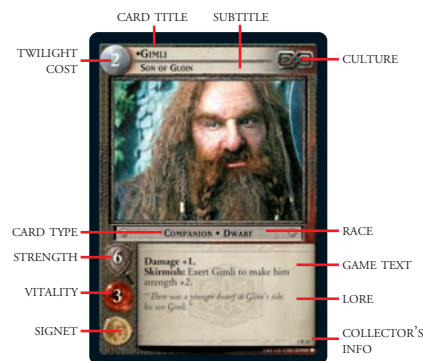 CARD TITLE
SUBTITLE
TWILIGHT
COST
2
•GIMLI
SON OF GLOIN
CULTURE
CARD TYPE
COMPANION • DWARF
RACE
STRENGTH
6
Damage +1.
Skirmish: Exert Gimli to make him
strength +2.
GAME TEXT
VITALITY
3
"There was a younger dwarf at Glóin's side:
his son Gimli."
LORE
SIGNET
COLLECTOR'S
INFO